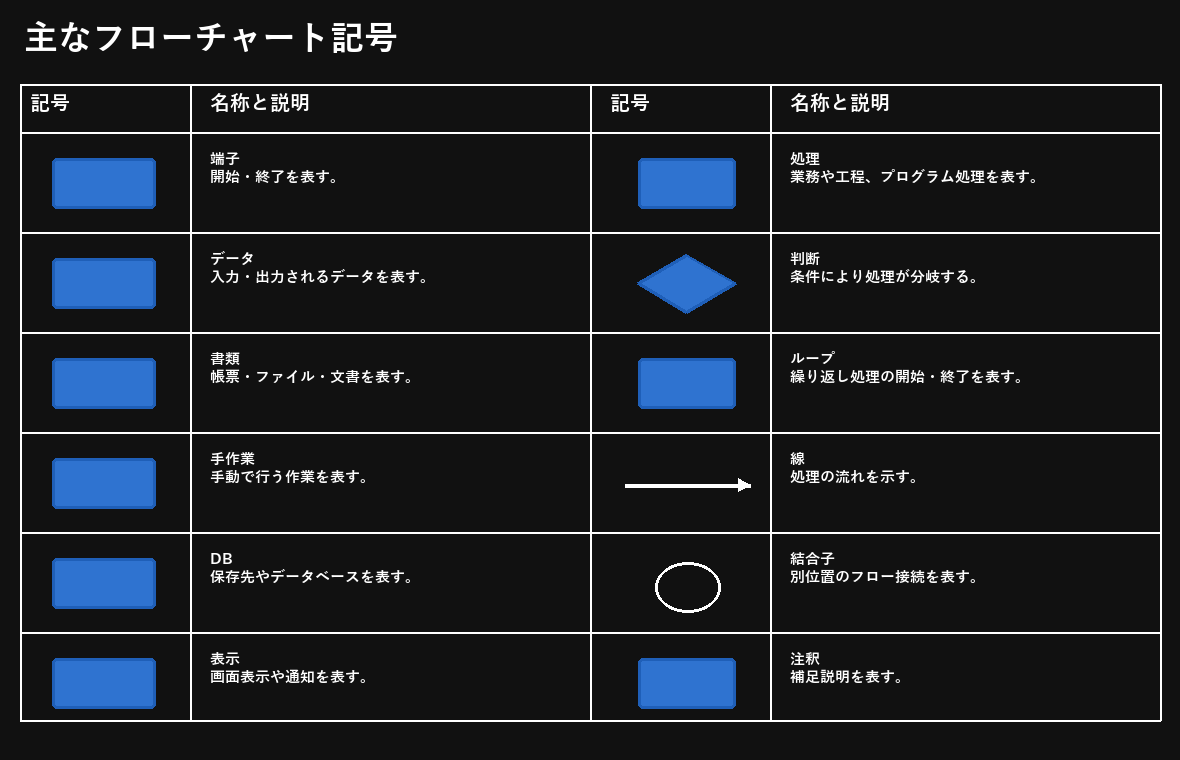 主なフローチャート記号
記号
名称と説明
記号
名称と説明
端子
開始・終了を表す。
処理
業務や工程、プログラム処理を表す。
データ
入力・出力されるデータを表す。
判断
条件により処理が分岐する。
書類
帳票・ファイル・文書を表す。
ループ
繰り返し処理の開始・終了を表す。
手作業
手動で行う作業を表す。
線
処理の流れを示す。
DB
保存先やデータベースを表す。
結合子
別位置のフロー接続を表す。
表示
画面表示や通知を表す。
注釈
補足説明を表す。